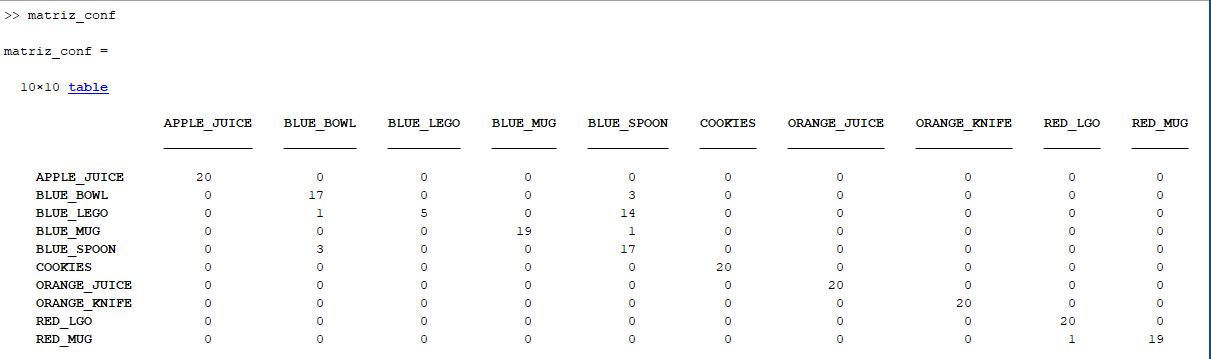 >> matriz_conf
matriz_conf =
10×10 table
APPLE_JUICE BLUE_BOWL BLUE_LEGO BLUE_MUG BLUE_SPOON COOKIES ORANGE_JUICE ORANGE_KNIFE RED_LGO RED_MUG
APPLE_JUICE 20 0 0 0 0 0 0 0 0 0
BLUE_BOWL 0 17 0 0 3 0 0 0 0 0
BLUE_LEGO 0 1 5 0 14 0 0 0 0 0
BLUE_MUG 0 0 0 19 1 0 0 0 0 0
BLUE_SPOON 0 3 0 0 17 0 0 0 0 0
COOKIES 0 0 0 0 0 20 0 0 0 0
ORANGE_JUICE 0 0 0 0 0 0 20 0 0 0
ORANGE_KNIFE 0 0 0 0 0 0 0 20 0 0
RED_LGO 0 0 0 0 0 0 0 0 20 0
RED_MUG 0 0 0 0 0 0 0 0 1 19